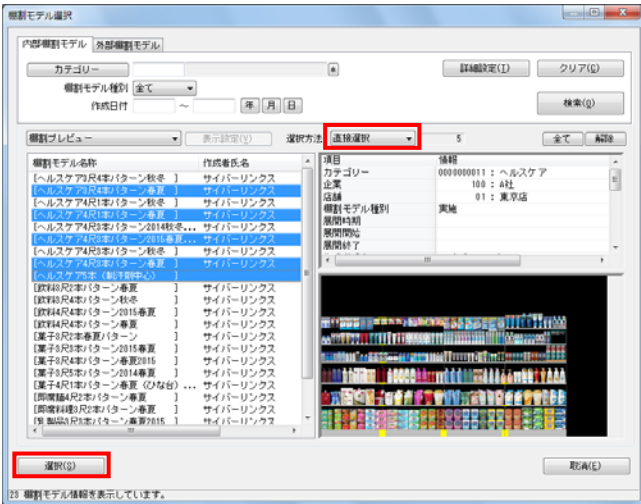 棚割モデル選択
内部棚割モデル 外部棚割モデル
カテゴリー 詳細設定(I) クリア(C)
棚割モデル種別 全て
作成日付 ～ 年 月 日 検索(Q)
棚割プレビュー 表示設定(V) 選択方法 直接選択 5 全て 解除
棚割モデル名称 作成者氏名
[ヘルスケア3尺4本パターン秋冬 ] サイバーリンクス
[ヘルスケア3尺4本パターン春夏 ] サイバーリンクス
[ヘルスケア4尺1本パターン秋冬 ] サイバーリンクス
[ヘルスケア4尺1本パターン春夏 ] サイバーリンクス
[ヘルスケア4尺3本パターン2014秋冬... サイバーリンクス
[ヘルスケア4尺3本パターン2015春夏... サイバーリンクス
[ヘルスケア4尺3本パターン秋冬 ] サイバーリンクス
[ヘルスケア4尺3本パターン春夏 ] サイバーリンクス
[ヘルスケア5本（制汗剤中心） ]
[飲料3尺2本パターン春夏 ] サイバーリンクス
[飲料3尺4本パターン秋冬 ] サイバーリンクス
[飲料4尺4本パターン2015春夏 ] サイバーリンクス
[飲料4尺4本パターン春夏 ] サイバーリンクス
[菓子3尺2本春夏パターン ] サイバーリンクス
[菓子3尺3本パターン2015春夏 ] サイバーリンクス
[菓子3尺4本パターン春夏2015 ] サイバーリンクス
[菓子3尺5本パターン2014春夏 ] サイバーリンクス
[菓子4尺1本パターン春夏（ひな台）... サイバーリンクス
[即席麺4尺2本パターン春夏 ] サイバーリンクス
[即席料理3尺2本パターン春夏 ] サイバーリンクス
項目 情報
カテゴリー 0000000011 : ヘルスケア
企業 100 : A社
店舗 01 : 東京店
棚割モデル種別 実施
展開時期
展開開始
展開終了
選択(S) 取消(E)
23 棚割モデル情報を表示しています。